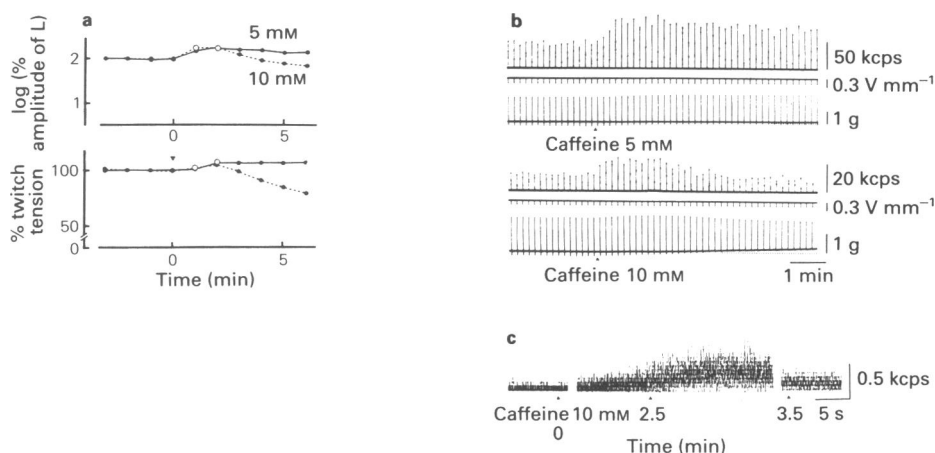 a
5 mM
10 mM
log (%
amplitude of L)
2
1
0
5
% twitch
tension
100
50
0
0
5
Time (min)
b
50 kcps
0.3 V mm⁻¹
1 g
Caffeine 5 mM
20 kcps
0.3 V mm⁻¹
1 g
Caffeine 10 mM
1 min
c
0.5 kcps
Caffeine 10 mM 2.5
0
3.5
5 s
Time (min)